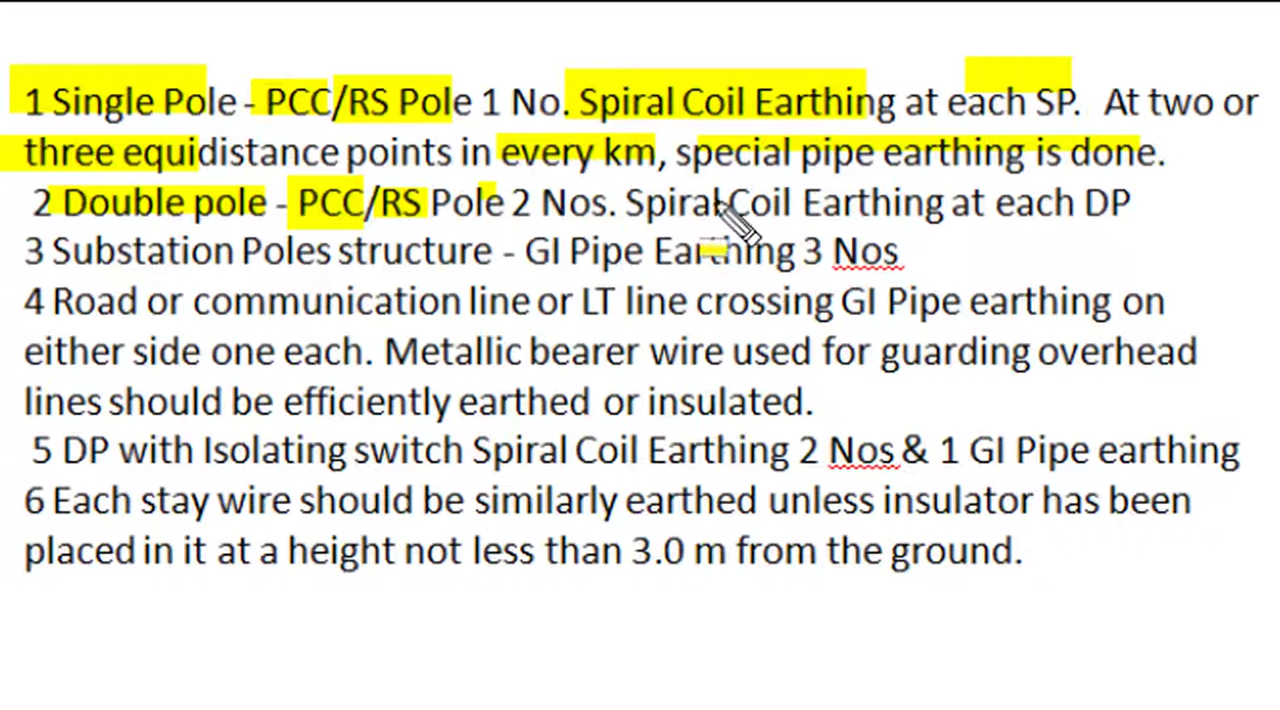 1 Single Pole - PCC/RS Pole 1 No. Spiral Coil Earthing at each SP. At two or
three equidistance points in every km, special pipe earthing is done.
2 Double pole - PCC/RS Pole 2 Nos. Spiral Coil Earthing at each DP
3 Substation Poles structure - GI Pipe Earthing 3 Nos
4 Road or communication line or LT line crossing GI Pipe earthing on
either side one each. Metallic bearer wire used for guarding overhead
lines should be efficiently earthed or insulated.
5 DP with Isolating switch Spiral Coil Earthing 2 Nos & 1 GI Pipe earthing
6 Each stay wire should be similarly earthed unless insulator has been
placed in it at a height not less than 3.0 m from the ground.